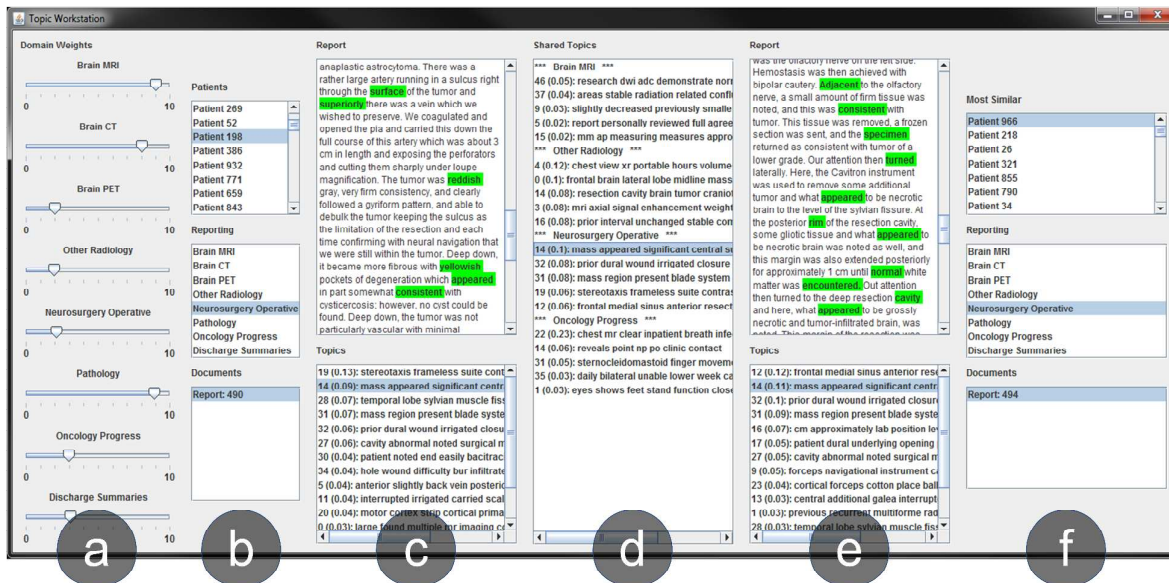 Topic Workstation
Domain Weights
Brain MRI
0 10
Brain CT
0 10
Brain PET
0 10
Other Radiology
0 10
Neurosurgery Operative
0 10
Pathology
0 10
Oncology Progress
0 10
Discharge Summaries
0 10
Patients
Patient 269
Patient 52
Patient 198
Patient 386
Patient 932
Patient 771
Patient 659
Patient 843
Reporting
Brain MRI
Brain CT
Brain PET
Other Radiology
Neurosurgery Operative
Pathology
Oncology Progress
Discharge Summaries
Documents
Report: 490
Report
anaplastic astrocytoma. There was a
rather large artery running in a sulcus right
through the surface of the tumor and
superiorly there was a vein which we
wished to preserve. We coagulated and
opened the pia and carried this down the
full course of this artery which was about 3
cm in length and exposing the perforators
and cutting them sharply under loupe
magnification. The tumor was reddish
gray, very firm consistency, and clearly
followed a gyriform pattern, and able to
debulk the tumor keeping the sulcus as
the limitation of the resection and each
time confirming with neural navigation that
we were still within the tumor. Deep down,
it became more fibrous with yellowish
pockets of degeneration which appeared
in part somewhat consistent with
cysticercosis; however, no cyst could be
found. Deep down, the tumor was not
particularly vascular with minimal
Topics
19 (0.13): stereotaxis frameless suite cont
14 (0.09): mass appeared significant centr
28 (0.07): temporal lobe sylvian muscle fis
31 (0.07): mass region present blade syste
32 (0.06): prior dural wound irrigated closur
27 (0.06): cavity abnormal noted surgical m
30 (0.04): patient noted end easily bacitrac
34 (0.04): hole wound difficulty bur infiltrate
5 (0.04): anterior slightly back vein posterio
11 (0.04): interrupted irrigated carried scal
20 (0.04): motor cortex strip cortical prima
0 (0.03): large found multiple mr imaging co
Shared Topics
*** Brain MRI ***
46 (0.05): research dwi adc demonstrate norr
37 (0.04): areas stable radiation related conflu
9 (0.03): slightly decreased previously smalle
5 (0.02): report personally reviewed full agree
15 (0.02): mm ap measuring measures appro
*** Other Radiology ***
4 (0.12): chest view xr portable hours volume
0 (0.1): frontal brain lateral lobe midline mass
14 (0.08): resection cavity brain tumor craniot
3 (0.08): mri axial signal enhancement weight
16 (0.08): prior interval unchanged stable com
*** Neurosurgery Operative ***
14 (0.1): mass appeared significant central su
32 (0.08): prior dural wound irrigated closure
31 (0.08): mass region present blade system
19 (0.06): stereotaxis frameless suite contras
12 (0.06): frontal medial sinus anterior resect
*** Oncology Progress ***
22 (0.23): chest mr clear inpatient breath infe
14 (0.06): reveals point np po clinic contact
31 (0.05): sternocleidomastoid finger moveme
35 (0.03): daily bilateral unable lower week ca
1 (0.03): eyes shows feet stand function close
Report
was the olfactory nerve on the left side.
Hemostasis was then achieved with
bipolar cautery. Adjacent to the olfactory
nerve, a small amount of firm tissue was
noted, and this was consistent with
tumor. This tissue was removed, a frozen
section was sent, and the specimen
returned as consistent with tumor of a
lower grade. Our attention then turned
laterally. Here, the Cavitron instrument
was used to remove some additional
tumor and what appeared to be necrotic
brain to the level of the sylvian fissure. At
the posterior rim of the resection cavity,
some gliotic tissue and what appeared to
be necrotic brain was noted as well, and
this margin was also extended posteriorly
for approximately 1 cm until normal white
matter was encountered. Out attention
then turned to the deep resection cavity
and here, what appeared to be grossly
necrotic and tumor-infiltrated brain, was
noted. This margin of the resection was
Topics
12 (0.12): frontal medial sinus anterior res
14 (0.11): mass appeared significant centr
32 (0.1): prior dural wound irrigated closur
31 (0.09): mass region present blade syste
16 (0.07): cm approximately lab position lev
17 (0.05): patient dural underlying opening
27 (0.05): cavity abnormal noted surgical m
9 (0.05): forceps navigational instrument ca
23 (0.04): cortical forceps cotton place ball
13 (0.03): central additional galea interrupt
1 (0.03): previous recurrent multiforme rad
28 (0.03): temporal lobe sylvian muscle fis
Most Similar
Patient 966
Patient 218
Patient 26
Patient 321
Patient 855
Patient 790
Patient 34
Reporting
Brain MRI
Brain CT
Brain PET
Other Radiology
Neurosurgery Operative
Pathology
Oncology Progress
Discharge Summaries
Documents
Report: 494
a b c d e f